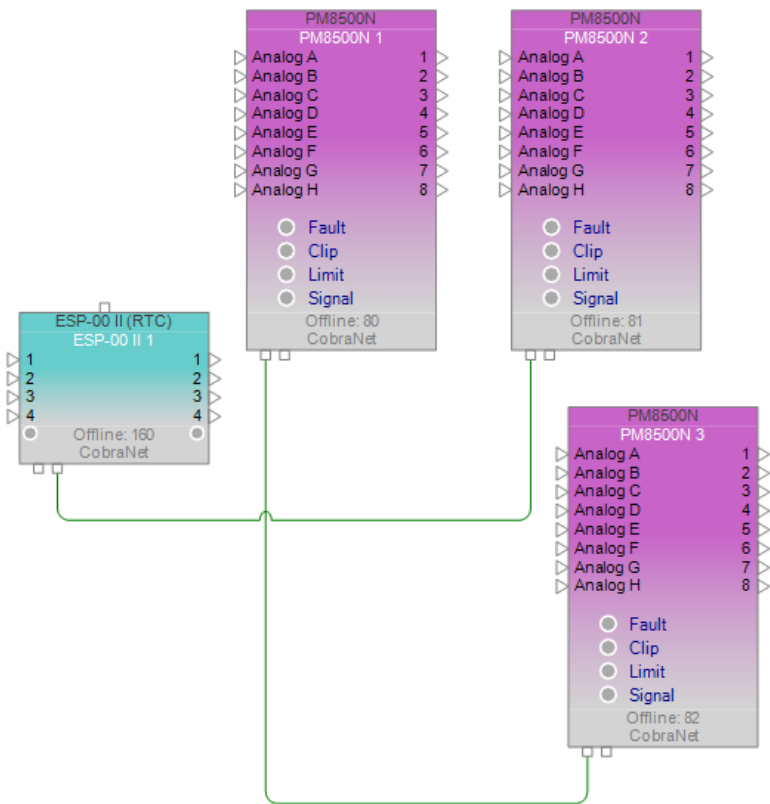 PM8500N
PM8500N 1
Analog A 1
Analog B 2
Analog C 3
Analog D 4
Analog E 5
Analog F 6
Analog G 7
Analog H 8
Fault
Clip
Limit
Signal
Offline: 80
CobraNet
PM8500N
PM8500N 2
Analog A 1
Analog B 2
Analog C 3
Analog D 4
Analog E 5
Analog F 6
Analog G 7
Analog H 8
Fault
Clip
Limit
Signal
Offline: 81
CobraNet
ESP-00 II (RTC)
ESP-00 II 1
1 1
2 2
3 3
4 4
Offline: 160
CobraNet
PM8500N
PM8500N 3
Analog A 1
Analog B 2
Analog C 3
Analog D 4
Analog E 5
Analog F 6
Analog G 7
Analog H 8
Fault
Clip
Limit
Signal
Offline: 82
CobraNet